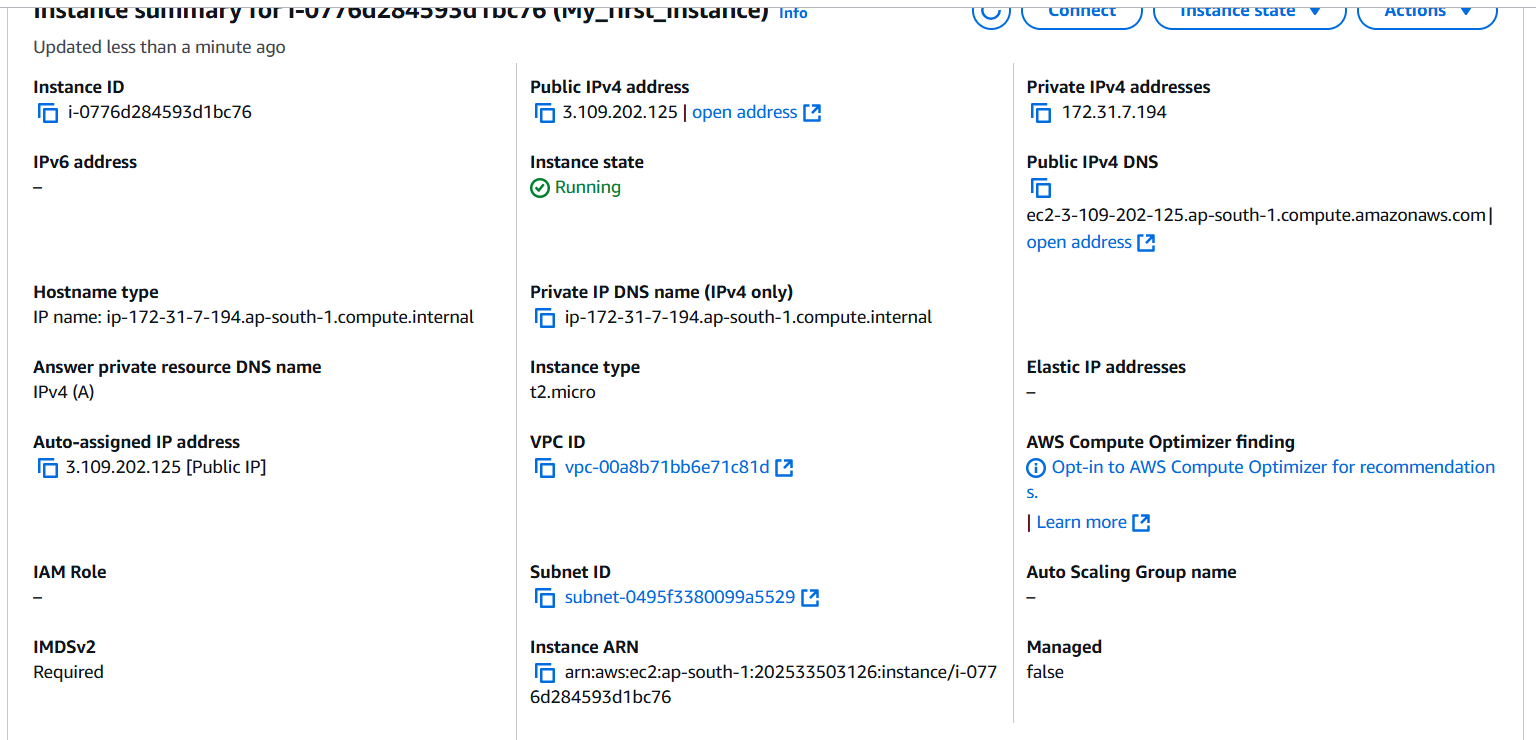 Instance summary for i-0776d284593d1bc76 (My_first_instance) Info
Connect
Instance state
Actions
Updated less than a minute ago
Instance ID
i-0776d284593d1bc76
Public IPv4 address
3.109.202.125 | open address
Private IPv4 addresses
172.31.7.194
IPv6 address
–
Instance state
Running
Public IPv4 DNS
ec2-3-109-202-125.ap-south-1.compute.amazonaws.com |
open address
Hostname type
IP name: ip-172-31-7-194.ap-south-1.compute.internal
Private IP DNS name (IPv4 only)
ip-172-31-7-194.ap-south-1.compute.internal
Answer private resource DNS name
IPv4 (A)
Instance type
t2.micro
Elastic IP addresses
–
Auto-assigned IP address
3.109.202.125 [Public IP]
VPC ID
vpc-00a8b71bb6e71c81d
AWS Compute Optimizer finding
Opt-in to AWS Compute Optimizer for recommendation
s.
| Learn more
IAM Role
–
Subnet ID
subnet-0495f3380099a5529
Auto Scaling Group name
–
IMDSv2
Required
Instance ARN
arn:aws:ec2:ap-south-1:202533503126:instance/i-077
6d284593d1bc76
Managed
false